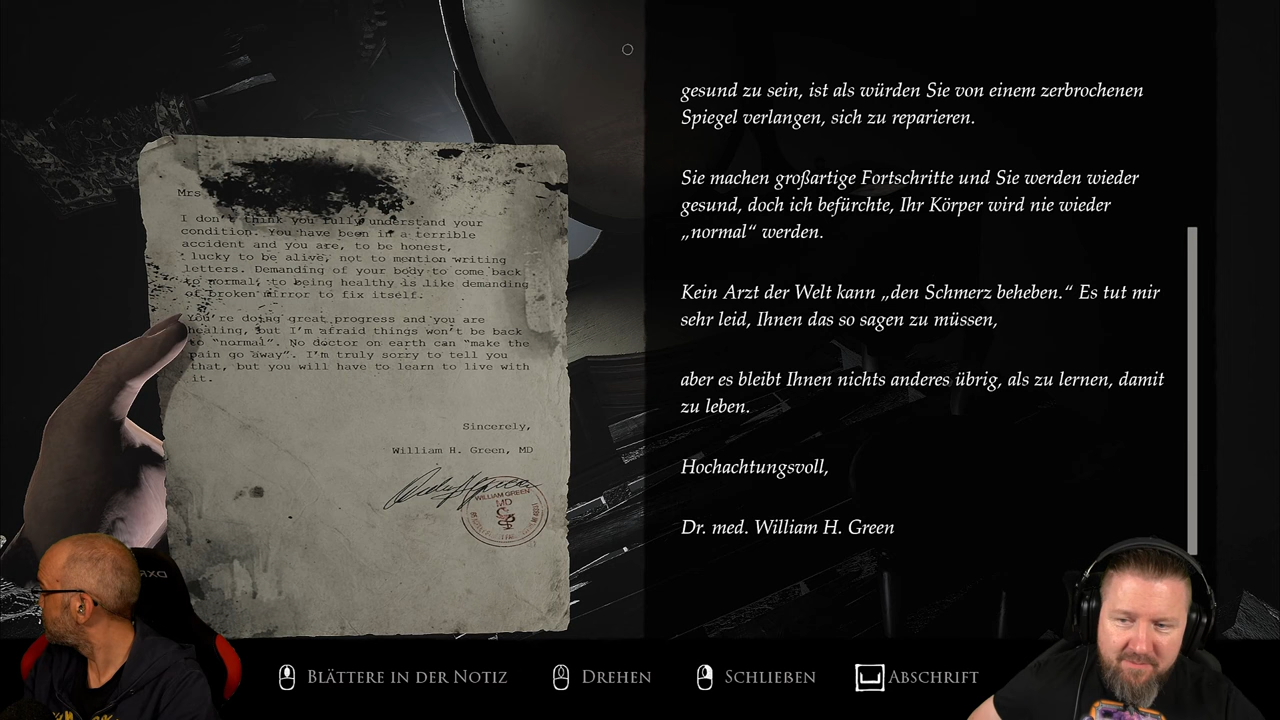 Mrs
I don't think you fully understand your
condition. You have been in a terrible
accident and you are, to be honest,
lucky to be alive, not to mention writing
letters. Demanding of your body to come back
to normal, to being healthy is like demanding
of broken mirror to fix itself.
You're doing great progress and you are
healing, but I'm afraid things won't be back
to "normal". No doctor on earth can "make the
pain go away". I'm truly sorry to tell you
that, but you will have to learn to live with
it.
Sincerely,
William H. Green, MD
WILLIAM GREEN
MD
gesund zu sein, ist als würden Sie von einem zerbrochenen
Spiegel verlangen, sich zu reparieren.
Sie machen großartige Fortschritte und Sie werden wieder
gesund, doch ich befürchte, Ihr Körper wird nie wieder
„normal“ werden.
Kein Arzt der Welt kann „den Schmerz beheben.“ Es tut mir
sehr leid, Ihnen das so sagen zu müssen,
aber es bleibt Ihnen nichts anderes übrig, als zu lernen, damit
zu leben.
Hochachtungsvoll,
Dr. med. William H. Green
BLÄTTERE IN DER NOTIZ
DREHEN
SCHLIEßEN
ABSCHRIFT